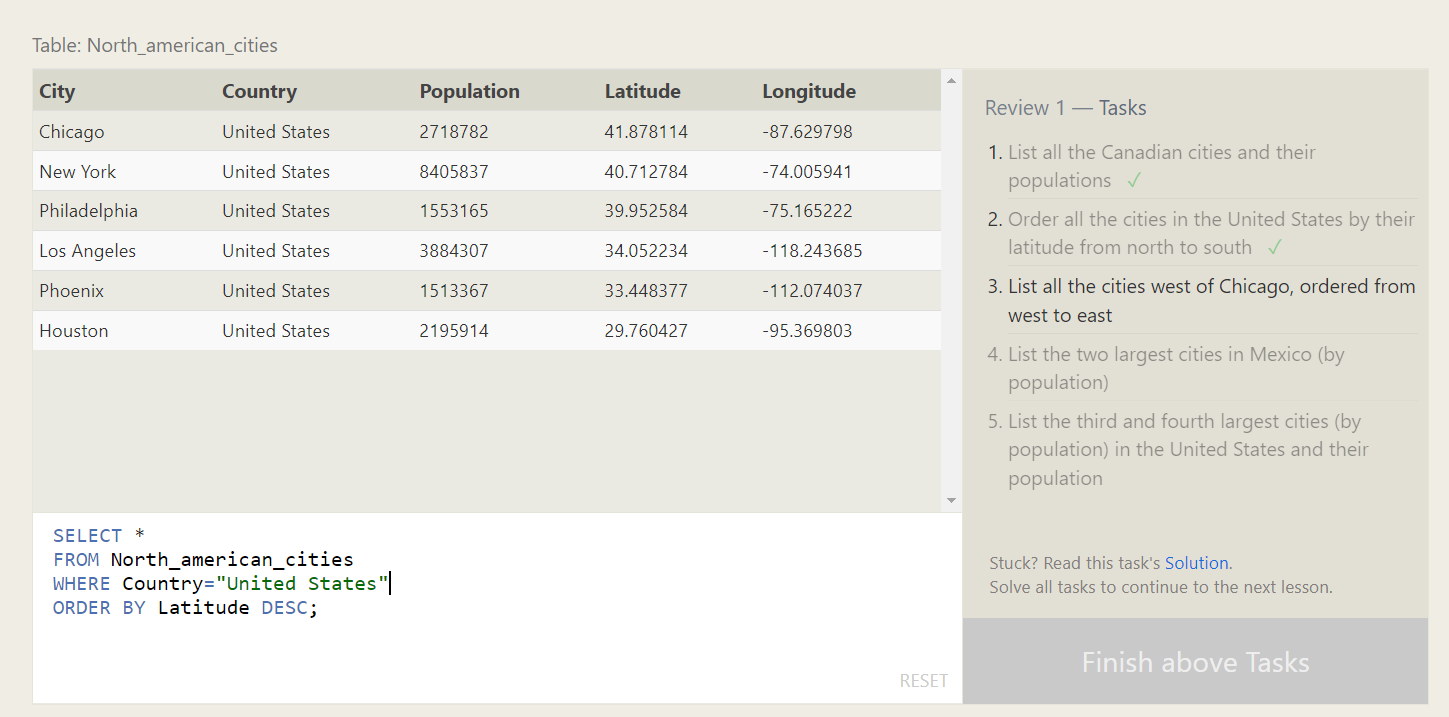 Table: North_american_cities
City Country Population Latitude Longitude
Chicago United States 2718782 41.878114 -87.629798
New York United States 8405837 40.712784 -74.005941
Philadelphia United States 1553165 39.952584 -75.165222
Los Angeles United States 3884307 34.052234 -118.243685
Phoenix United States 1513367 33.448377 -112.074037
Houston United States 2195914 29.760427 -95.369803
SELECT *
FROM North_american_cities
WHERE Country="United States"
ORDER BY Latitude DESC;
RESET
Review 1 — Tasks
1. List all the Canadian cities and their
populations ✓
2. Order all the cities in the United States by their
latitude from north to south ✓
3. List all the cities west of Chicago, ordered from
west to east
4. List the two largest cities in Mexico (by
population)
5. List the third and fourth largest cities (by
population) in the United States and their
population
Stuck? Read this task's Solution.
Solve all tasks to continue to the next lesson.
Finish above Tasks